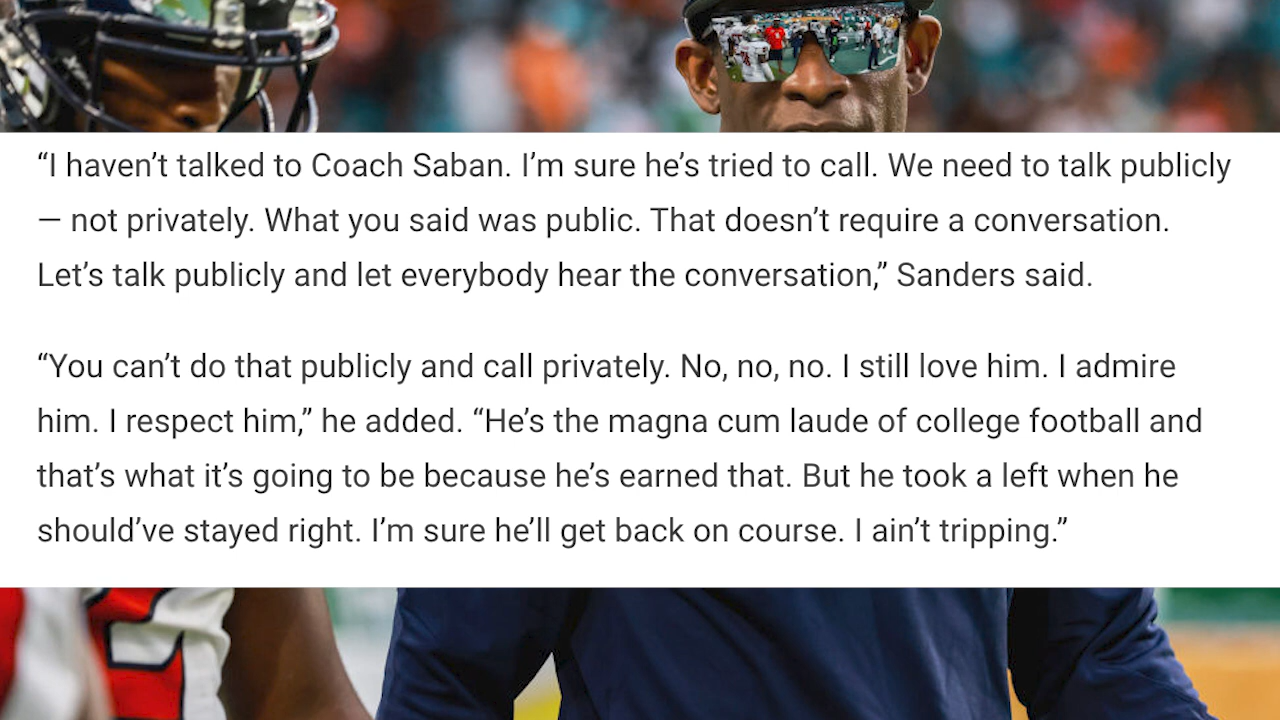 “I haven’t talked to Coach Saban. I’m sure he’s tried to call. We need to talk publicly
— not privately. What you said was public. That doesn’t require a conversation.
Let’s talk publicly and let everybody hear the conversation,” Sanders said.
“You can’t do that publicly and call privately. No, no, no. I still love him. I admire
him. I respect him,” he added. “He’s the magna cum laude of college football and
that’s what it’s going to be because he’s earned that. But he took a left when he
should’ve stayed right. I’m sure he’ll get back on course. I ain’t tripping.”